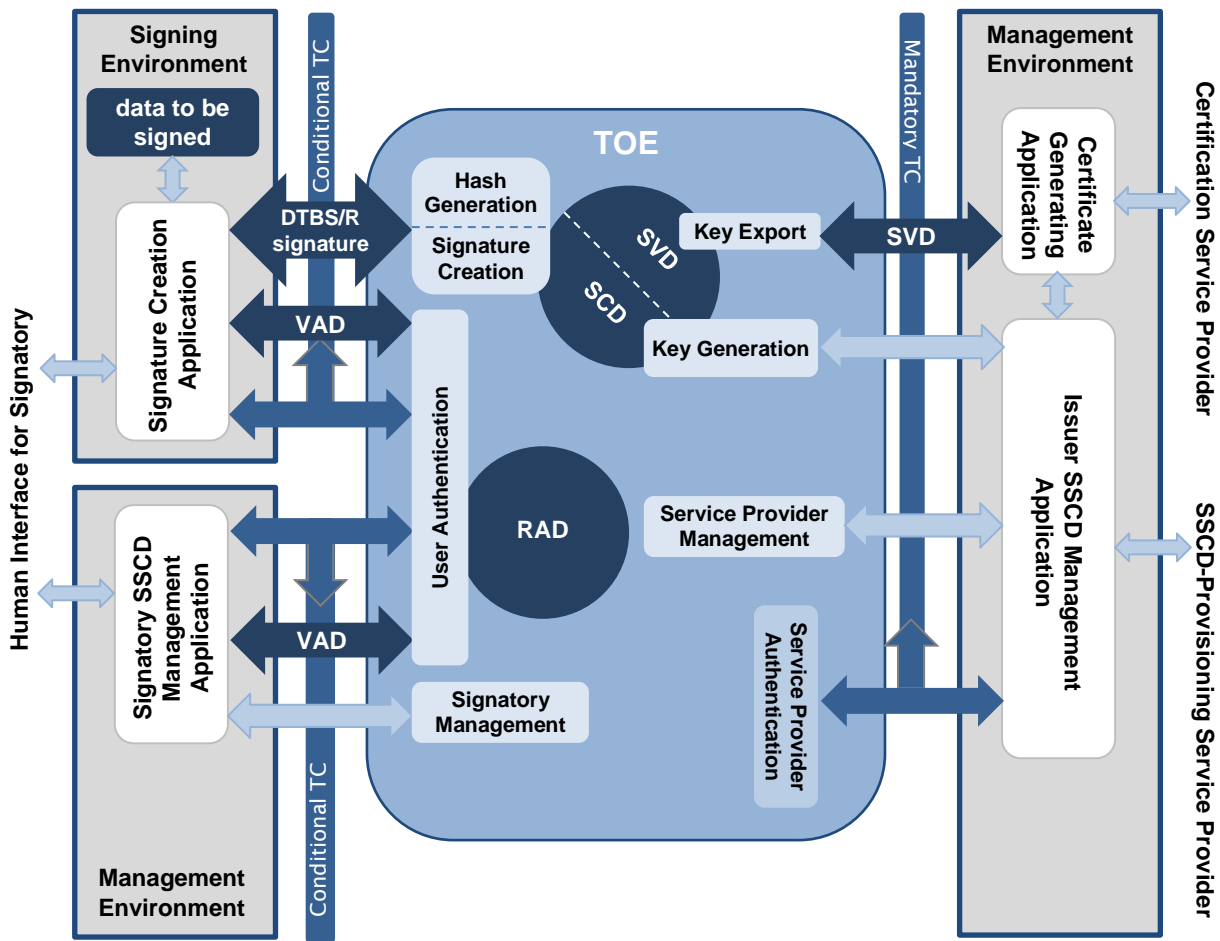 Signing
Environment
data to be
signed
Signature Creation
Application
Human Interface for Signatory
Signatory SSCD
Management
Application
Management
Environment
Conditional TC
DTBS/R
signature
VAD
VAD
Conditional TC
TOE
Hash
Generation
Signature
Creation
SVD
SCD
Key Export
Key Generation
User Authentication
RAD
Service Provider
Management
Service Provider
Authentication
Signatory
Management
Mandatory TC
SVD
Management
Environment
Certificate
Generating
Application
Issuer SSCD Management
Application
Certification Service Provider
SSCD-Provisioning Service Provider